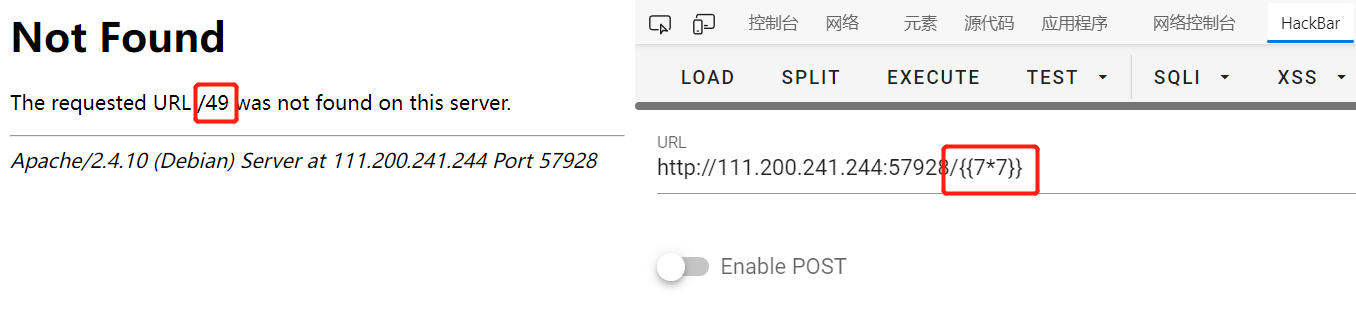 Not Found
The requested URL /49 was not found on this server.
Apache/2.4.10 (Debian) Server at 111.200.241.244 Port 57928
控制台 网络 元素 源代码 应用程序 网络控制台 HackBar
LOAD SPLIT EXECUTE TEST SQLI XSS
URL
http://111.200.241.244:57928/{{7*7}}
Enable POST